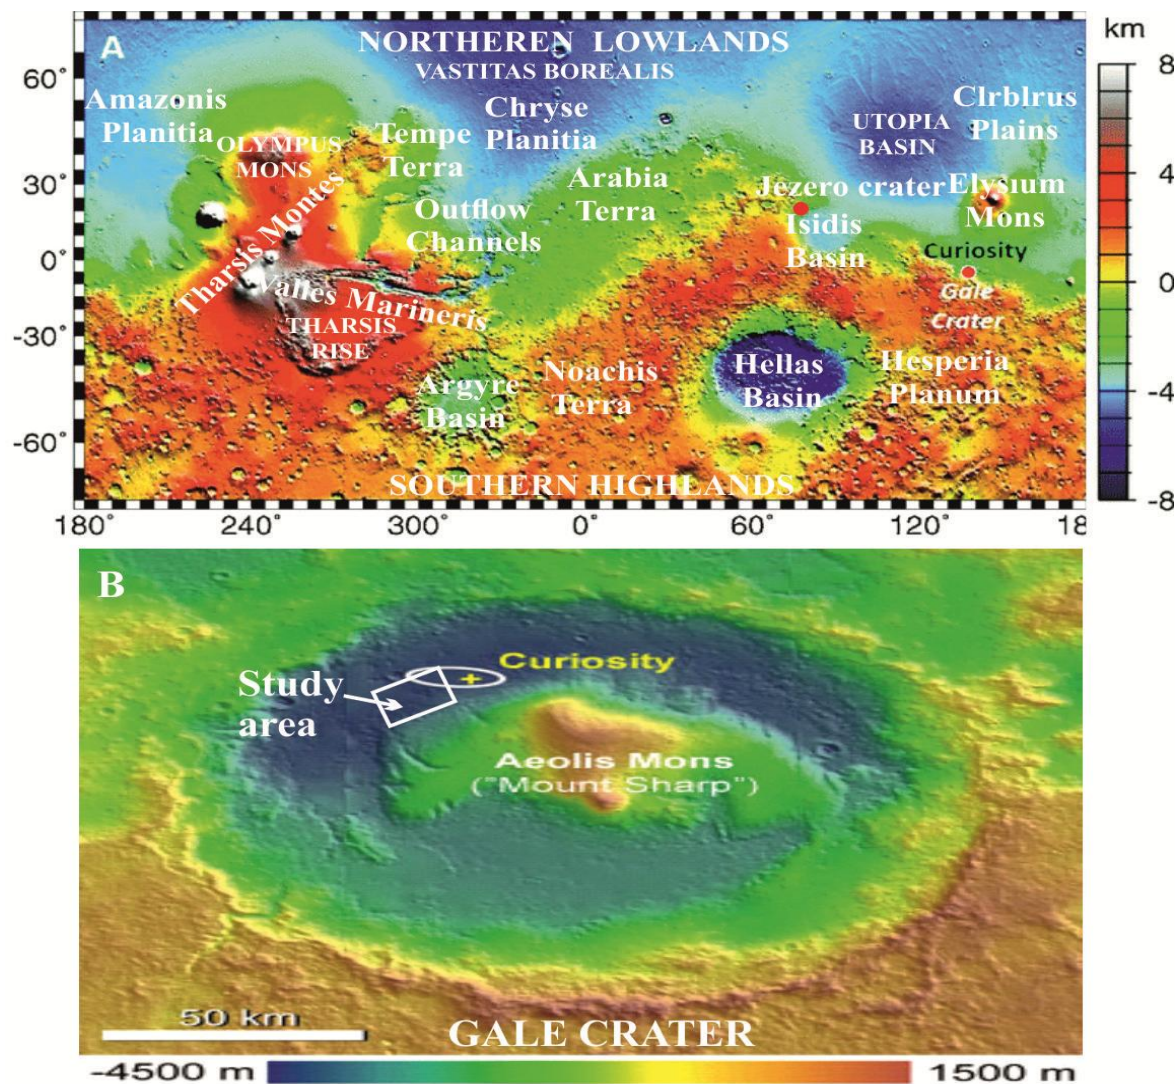 A
NORTHEREN LOWLANDS
VASTITAS BOREALIS
km
8
4
0
-4
-8
60°
30°
0°
-30°
-60°
Amazonis
Planitia
OLYMPUS
MONS
Tempe
Terra
Chryse
Planitia
UTOPIA
BASIN
Clrblrus
Plains
Arabia
Terra
Jezero crater
Elysium
Mons
Tharsis Montes
Outflow
Channels
Isidis
Basin
Curiosity
Gale
Crater
Valles Marineris
THARSIS
RISE
Argyre
Basin
Noachis
Terra
Hellas
Basin
Hesperia
Planum
SOUTHERN HIGHLANDS
180°
240°
300°
0°
60°
120°
18
B
Curiosity
Study
area
Aeolis Mons
("Mount Sharp")
50 km
GALE CRATER
-4500 m
1500 m